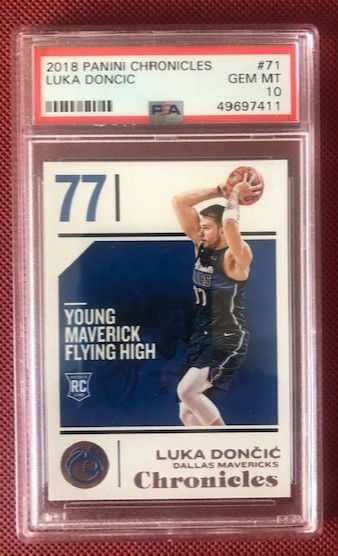 2018 PANINI CHRONICLES #71
LUKA DONCIC GEM MT
10
PSA 49697411
77
YOUNG
MAVERICK
FLYING HIGH
RC
77
LUKA DONČIĆ
DALLAS MAVERICKS
Chronicles